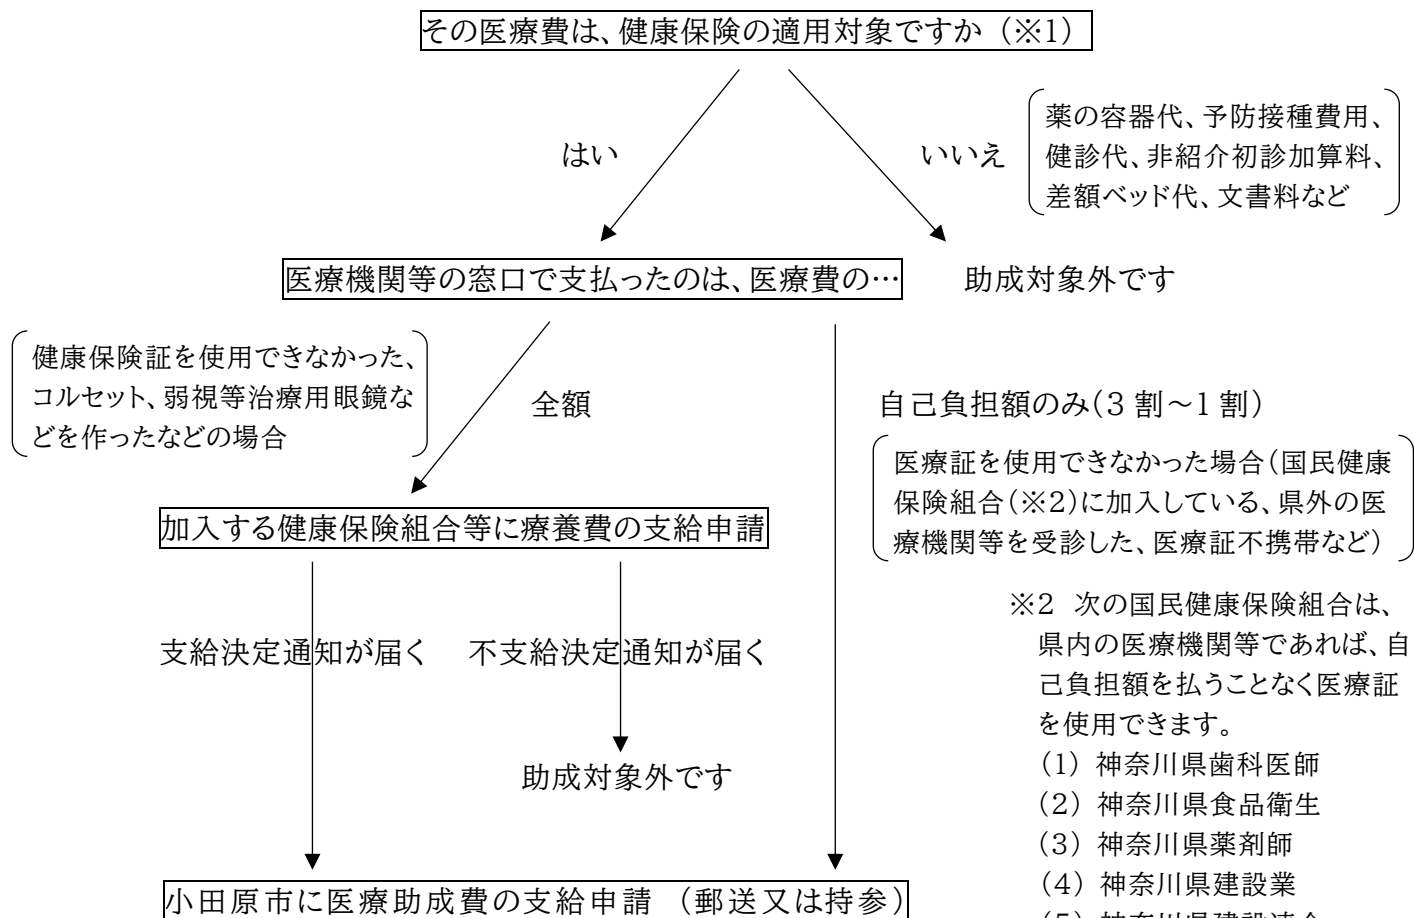 その医療費は、健康保険の適用対象ですか（※1）
はい
いいえ
薬の容器代、予防接種費用、
健診代、非紹介初診加算料、
差額ベッド代、文書料など
医療機関等の窓口で支払ったのは、医療費の…
助成対象外です
健康保険証を使用できなかった、
コルセット、弱視等治療用眼鏡な
どを作ったなどの場合
全額
自己負担額のみ（3割～1割）
医療証を使用できなかった場合（国民健康
保険組合（※2）に加入している、県外の医
療機関等を受診した、医療証不携帯など）
加入する健康保険組合等に療養費の支給申請
支給決定通知が届く
不支給決定通知が届く
助成対象外です
※2 次の国民健康保険組合は、
県内の医療機関等であれば、自
己負担額を払うことなく医療証
を使用できます。
（1）神奈川県歯科医師
（2）神奈川県食品衛生
（3）神奈川県薬剤師
（4）神奈川県建設業
小田原市に医療助成費の支給申請（郵送又は持参）